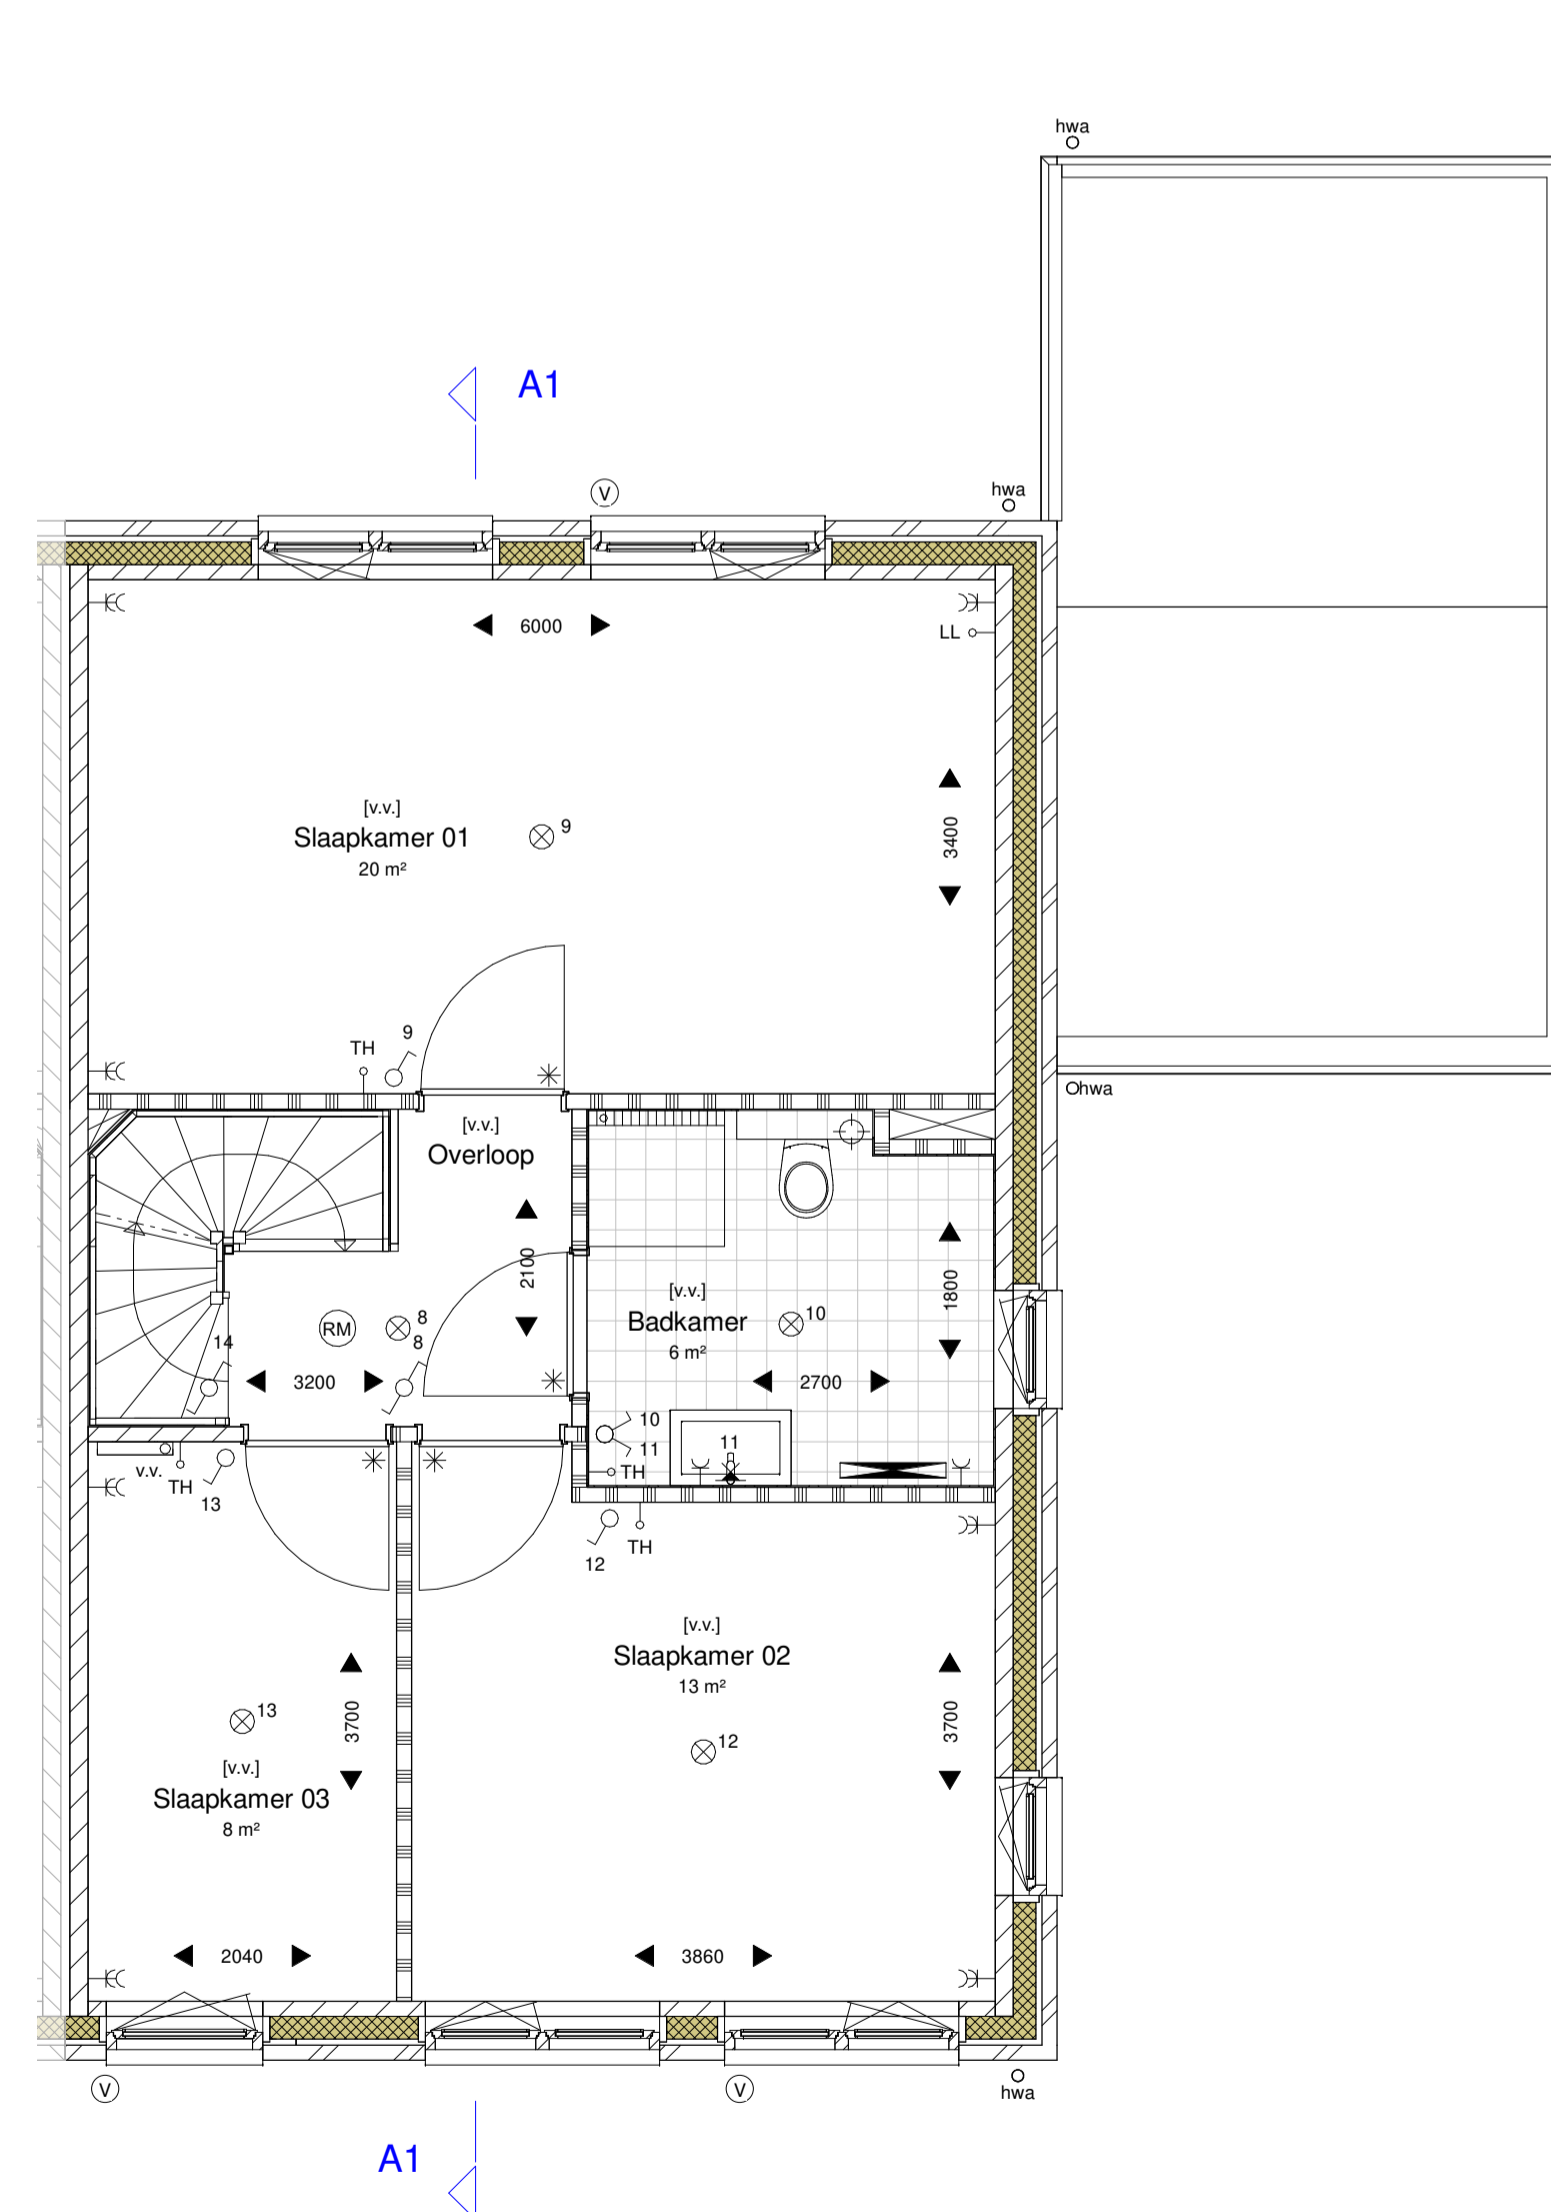 hwa
A1
V
hwa
6000
LL
[v.v.]
Slaapkamer 01
20 m²
9
3400
9
TH
Ohwa
[v.v.]
Overloop
2100
1800
[v.v.]
Badkamer
6 m²
10
RM
8
8
14
3200
2700
10
11
11
TH
v.v.
TH
13
12
TH
[v.v.]
Slaapkamer 02
13 m²
13
3700
3700
12
[v.v.]
Slaapkamer 03
8 m²
2040
3860
V
V
hwa
A1